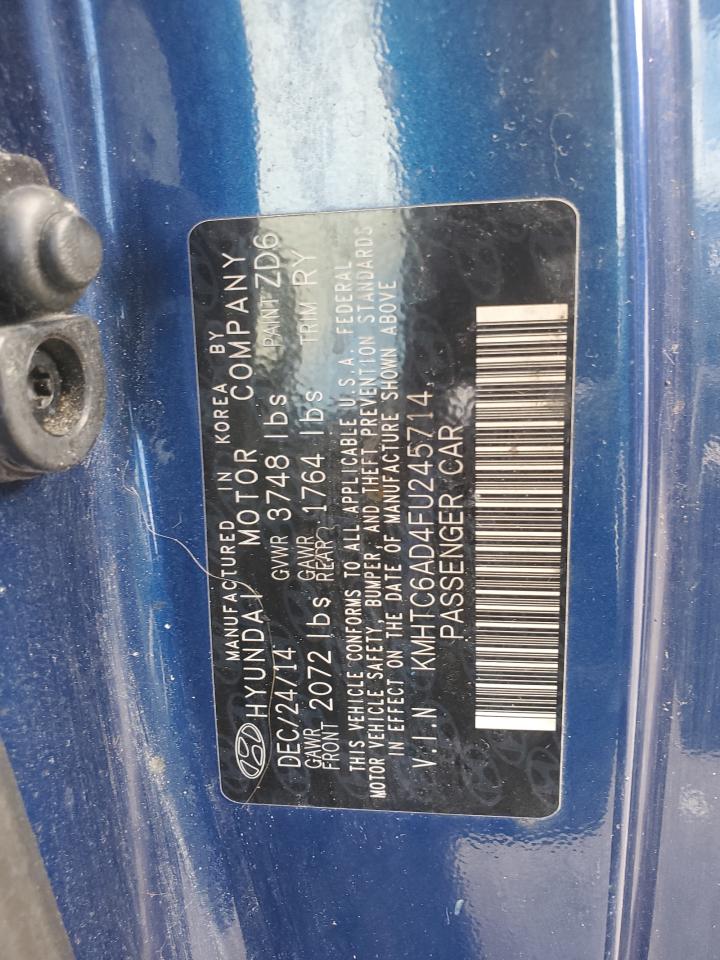 MANUFACTURED IN KOREA BY
HYUNDAI MOTOR COMPANY
DEC/24/14 GVWR 3748 lbs PAINT ZD6
GAWR FRONT 2072 lbs GAWR REAR 1764 lbs TRIM RY
THIS VEHICLE CONFORMS TO ALL APPLICABLE U.S.A. FEDERAL
MOTOR VEHICLE SAFETY, BUMPER, AND THEFT PREVENTION STANDARDS
IN EFFECT ON THE DATE OF MANUFACTURE SHOWN ABOVE
V.I.N KMHTC6AD4FU245714
PASSENGER CAR